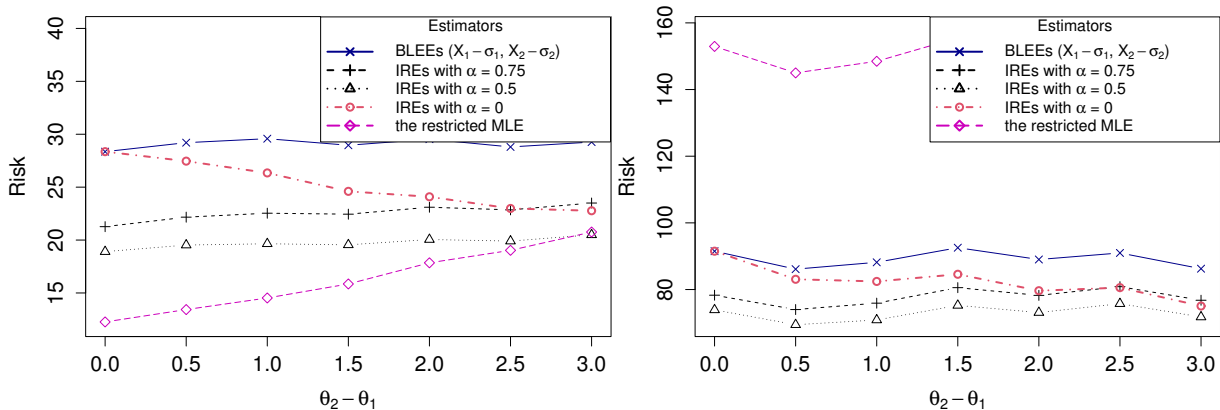 Estimators
BLEEs (X₁−σ₁, X₂−σ₂)
IREs with α = 0.75
IREs with α = 0.5
IREs with α = 0
the restricted MLE
40
35
30
25
20
15
Risk
0.0 0.5 1.0 1.5 2.0 2.5 3.0
θ₂−θ₁
Estimators
BLEEs (X₁−σ₁, X₂−σ₂)
IREs with α = 0.75
IREs with α = 0.5
IREs with α = 0
the restricted MLE
160
140
120
100
80
Risk
0.0 0.5 1.0 1.5 2.0 2.5 3.0
θ₂−θ₁